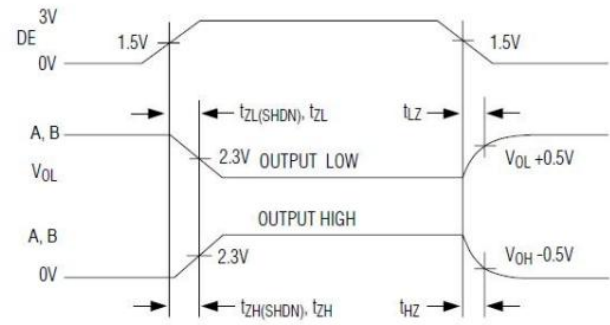 3V
DE
1.5V
1.5V
0V
tZL(SHDN), tZL
tLZ
A, B
2.3V OUTPUT LOW
VOL +0.5V
VOL
OUTPUT HIGH
A, B
2.3V
VOH -0.5V
0V
tZH(SHDN), tZH
tHZ